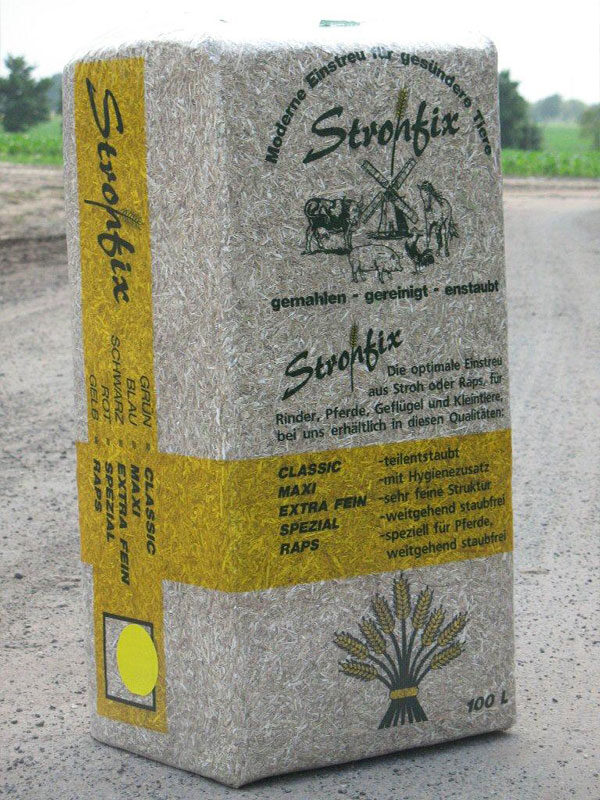 Strohfix
GRÜN = CLASSIC
BLAU = MAXI
SCHWARZ = EXTRA FEIN
ROT = SPEZIAL
GELB = RAPS
Moderne Einstreu für gesündere Tiere
Strohfix
gemahlen - gereinigt - enstaubt
Strohfix
Die optimale Einstreu
aus Stroh oder Raps, für
Rinder, Pferde, Geflügel und Kleintiere,
bei uns erhältlich in diesen Qualitäten:
CLASSIC -teilentstaubt
MAXI -mit Hygienezusatz
EXTRA FEIN -sehr feine Struktur
SPEZIAL -weitgehend staubfrei
RAPS -speziell für Pferde,
weitgehend staubfrei
100 L